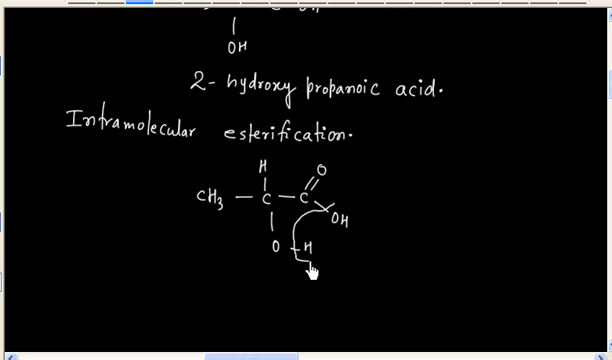 OH
2- hydroxy propanoic acid.
Intramolecular esterification.
H O
CH3 — C — C
OH
O – H